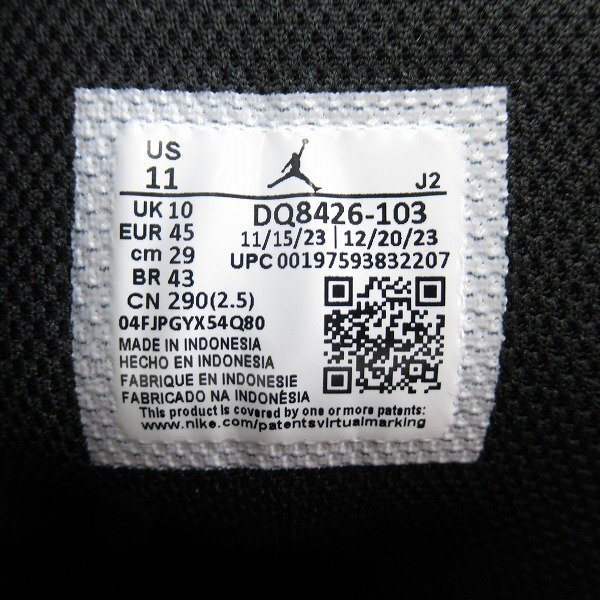 US
11
J2
UK 10
EUR 45
cm 29
BR 43
CN 290(2.5)
DQ8426-103
11/15/23 | 12/20/23
UPC 00197593832207
04FJPGYX54Q80
MADE IN INDONESIA
HECHO EN INDONESIA
FABRIQUE EN INDONESIE
FABRICADO NA INDONÉSIA
This product is covered by one or more patents:
www.nike.com/patentsvirtualmarking